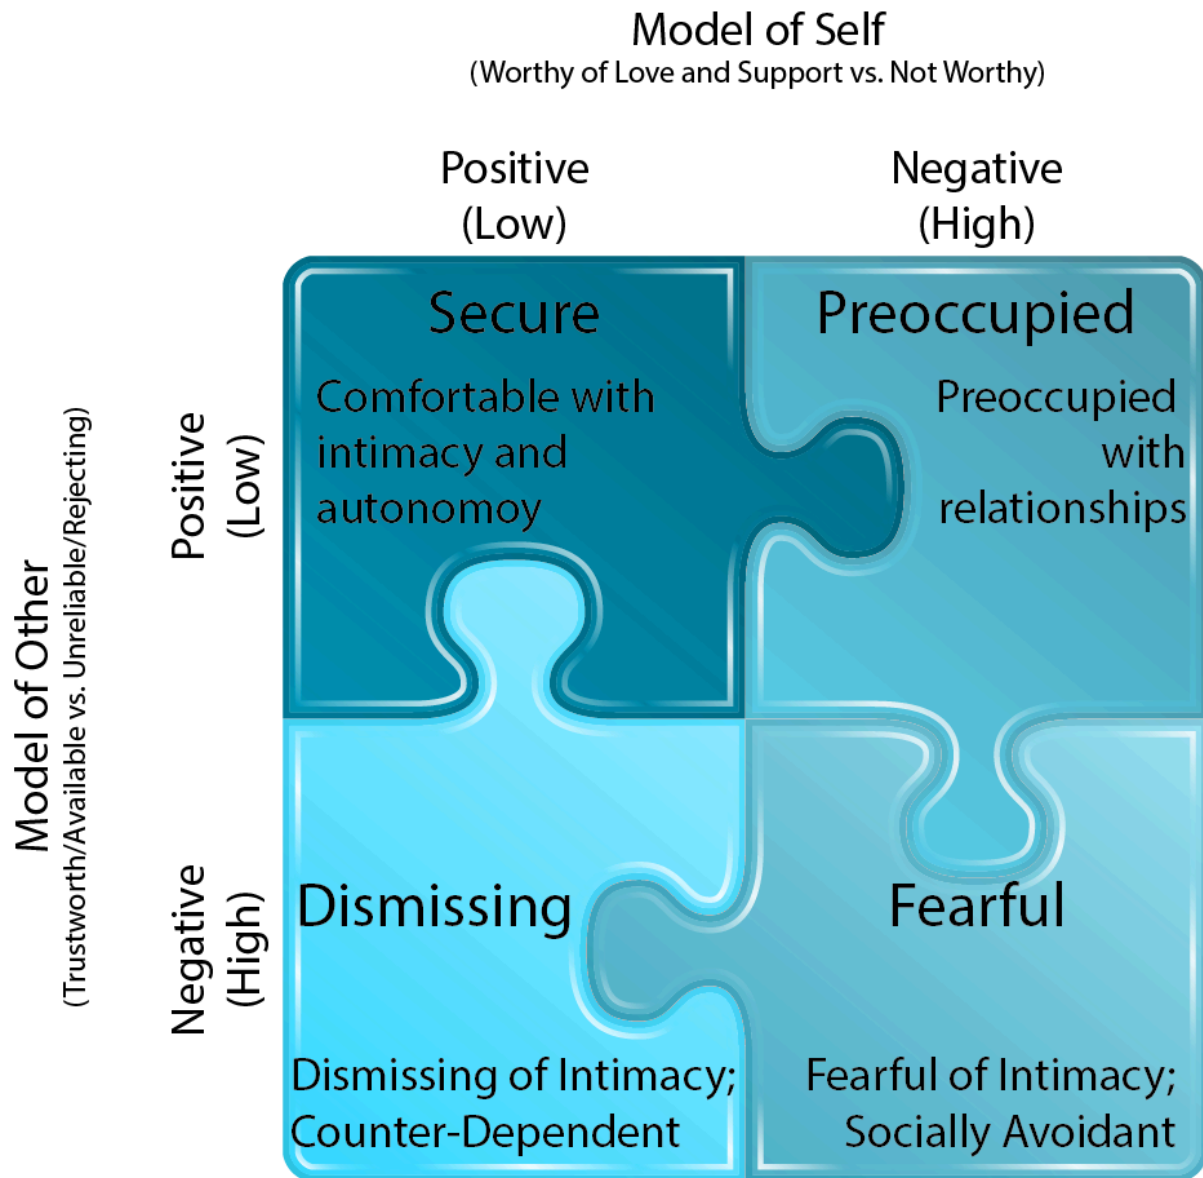 Model of Self
(Worthy of Love and Support vs. Not Worthy)
Positive
(Low)
Negative
(High)
Model of Other
(Trustworth/Available vs. Unreliable/Rejecting)
Positive
(Low)
Secure
Comfortable with
intimacy and
autonomoy
Preoccupied
Preoccupied
with
relationships
Negative
(High)
Dismissing
Dismissing of Intimacy;
Counter-Dependent
Fearful
Fearful of Intimacy;
Socially Avoidant